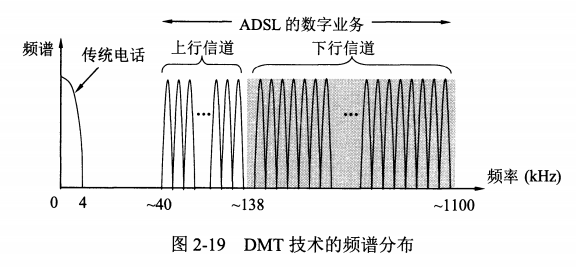 ADSL 的数字业务
频谱
传统电话
上行信道
下行信道
...
...
频率 (kHz)
0
4
~40
~138
~1100
图 2-19 DMT 技术的频谱分布